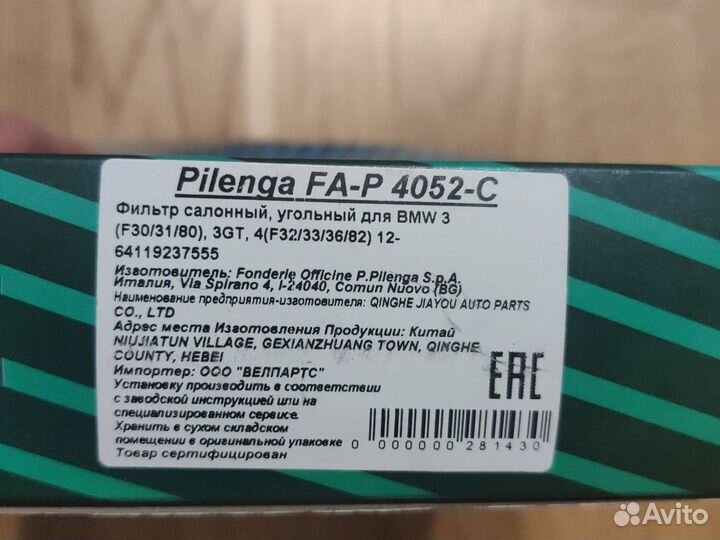 Pilenga FA-P 4052-C
Фильтр салонный, угольный для BMW 3
(F30/31/80), 3GT, 4(F32/33/36/82) 12-
64119237555
Изготовитель: Fonderie Officine P.Pilenga S.p.A.
Италия, Via Spirano 4, I-24040, Comun Nuovo (BG)
Наименование предприятия-изготовителя: QINGHE JIAYOU AUTO PARTS
CO., LTD
Адрес места Изготовления Продукции: Китай
NIUJIATUN VILLAGE, GEXIANZHUANG TOWN, QINGHE
COUNTY, HEBEI
Импортер: ООО "ВЕЛПАРТС"
Установку производить в соответствии
с заводской инструкцией или на
специализированном сервисе.
Хранить в сухом складском
помещении в оригинальной упаковке
Товар сертифицирован
EAC
0 000000 281430
Avito